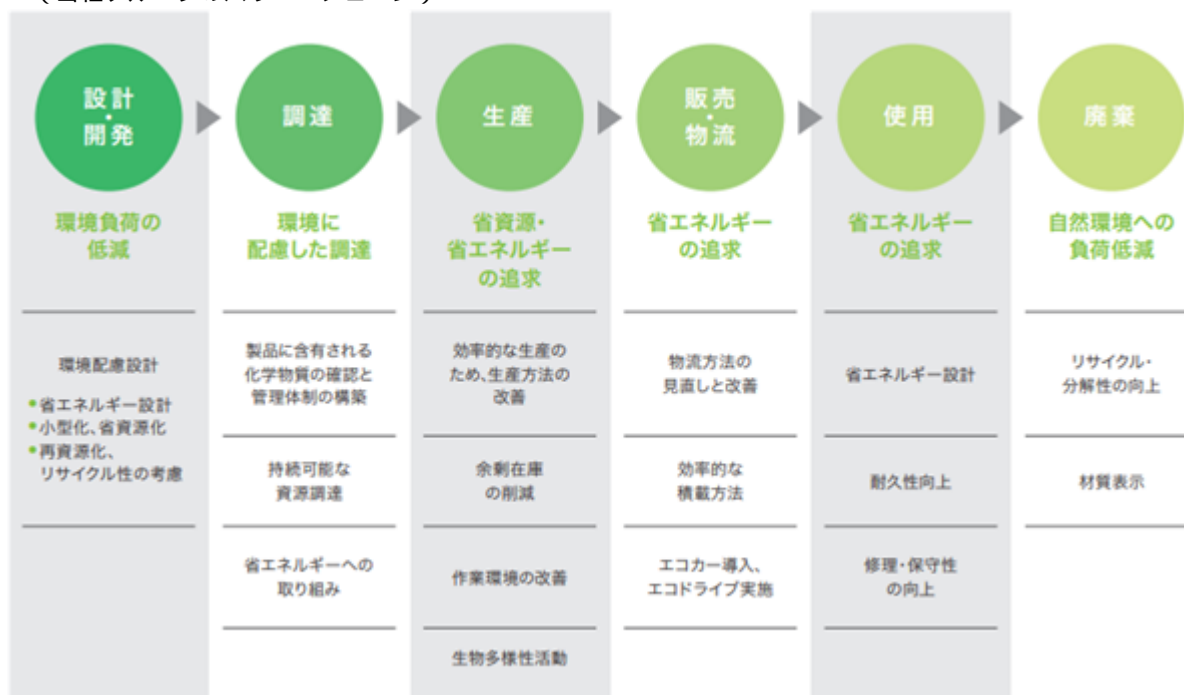 設計
・
開発
調達
生産
販売
・
物流
使用
廃棄
環境負荷の
低減
環境に
配慮した調達
省資源・
省エネルギー
の追求
省エネルギー
の追求
省エネルギー
の追求
自然環境への
負荷低減
環境配慮設計
•省エネルギー設計
•小型化、省資源化
•再資源化、
リサイクル性の考慮
製品に含有される
化学物質の確認と
管理体制の構築
持続可能な
資源調達
省エネルギーへの
取り組み
効率的な生産の
ため、生産方法の
改善
余剰在庫
の削減
作業環境の改善
生物多様性活動
物流方法の
見直しと改善
効率的な
積載方法
エコカー導入、
エコドライブ実施
省エネルギー設計
耐久性向上
修理・保守性
の向上
リサイクル・
分解性の向上
材質表示